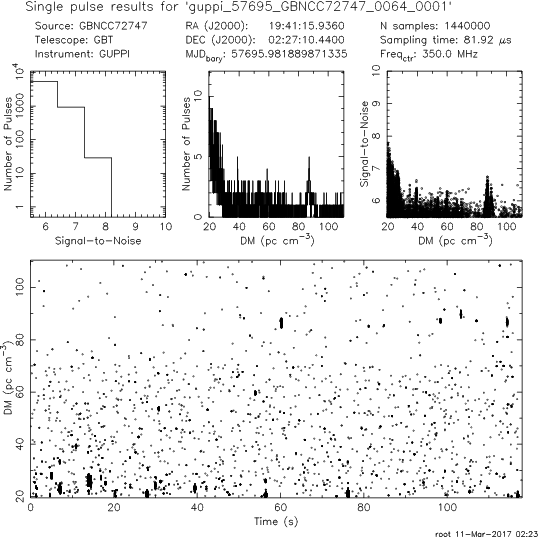 Single pulse results for 'guppi_57695_GBNCC72747_0064_0001'
Source: GBNCC72747 RA (J2000): 19:41:15.9360 N samples: 1440000
Telescope: GBT DEC (J2000): 02:27:10.4400 Sampling time: 81.92 μs
Instrument: GUPPI MJD_bary: 57695.981889871335 Freq_ctr: 350.0 MHz
Number of Pulses
1 10 100 1000 10^4
6 7 8 9 10
Signal-to-Noise
Number of Pulses
0 5 10
20 40 60 80 100
DM (pc cm^-3)
Signal-to-Noise
6 7 8 9 10
20 40 60 80 100
DM (pc cm^-3)
DM (pc cm^-3)
20 40 60 80 100
0 20 40 60 80 100
Time (s)
root 11-Mar-2017 02:23